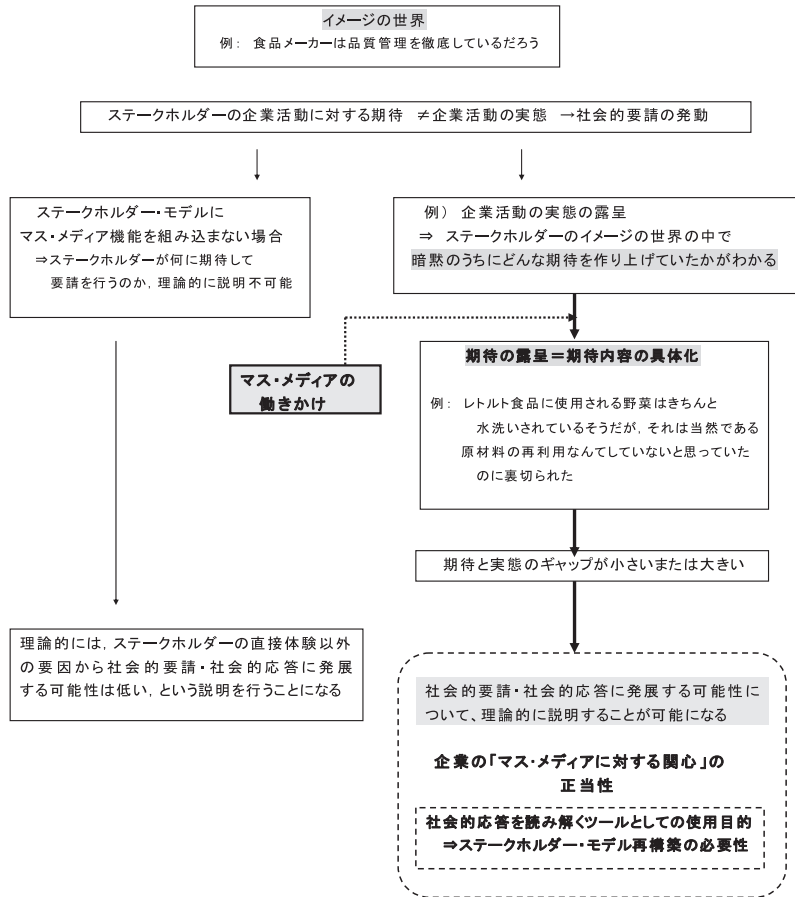 イメージの世界
例： 食品メーカーは品質管理を徹底しているだろう
ステークホルダーの企業活動に対する期待 ≠企業活動の実態 →社会的要請の発動
ステークホルダー・モデルに
マス・メディア機能を組み込まない場合
⇒ステークホルダーが何に期待して
要請を行うのか，理論的に説明不可能
例） 企業活動の実態の露呈
⇒ ステークホルダーのイメージの世界の中で
暗黙のうちにどんな期待を作り上げていたかがわかる
マス・メディアの
働きかけ
期待の露呈＝期待内容の具体化
例： レトルト食品に使用される野菜はきちんと
水洗いされているそうだが，それは当然である
原材料の再利用なんてしていないと思っていた
のに裏切られた
期待と実態のギャップが小さいまたは大きい
理論的には，ステークホルダーの直接体験以外
の要因から社会的要請・社会的応答に発展
する可能性は低い，という説明を行うことになる
社会的要請・社会的応答に発展する可能性に
ついて、理論的に説明することが可能になる
企業の「マス・メディアに対する関心」の
正当性
社会的応答を読み解くツールとしての使用目的
⇒ステークホルダー・モデル再構築の必要性